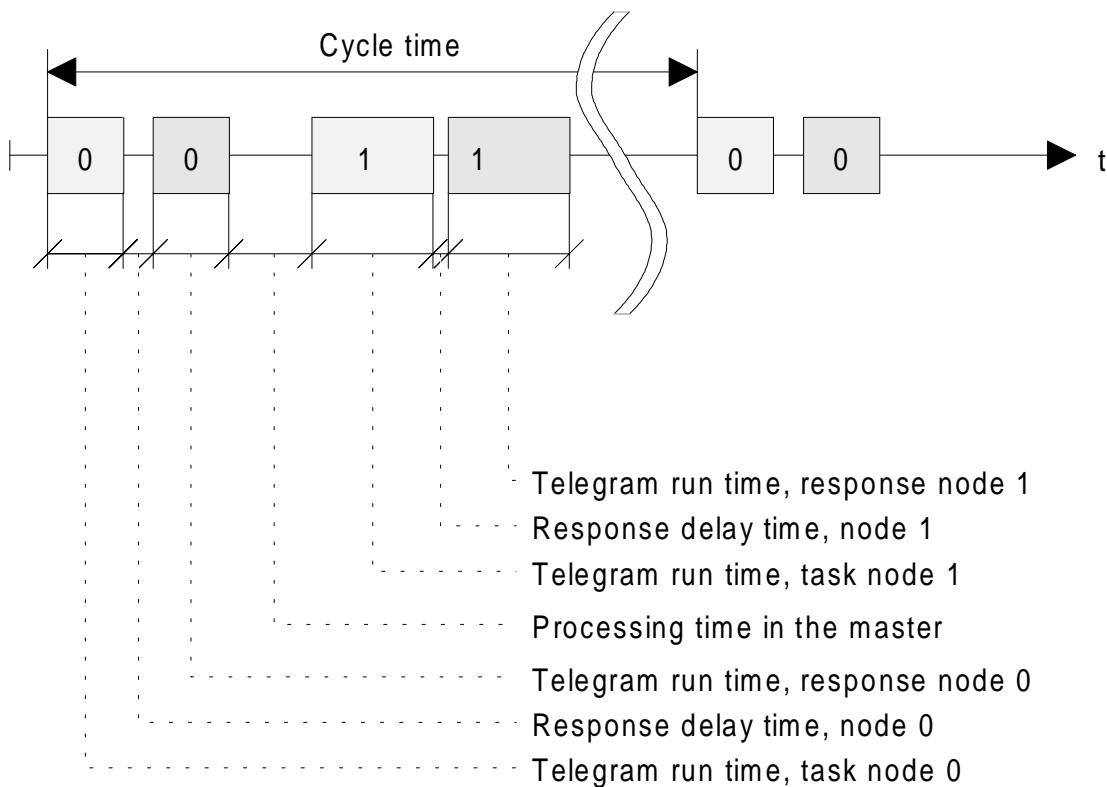 Cycle time
0 0 1 1 0 0 t
Telegram run time, response node 1
Response delay time, node 1
Telegram run time, task node 1
Processing time in the master
Telegram run time, response node 0
Response delay time, node 0
Telegram run time, task node 0